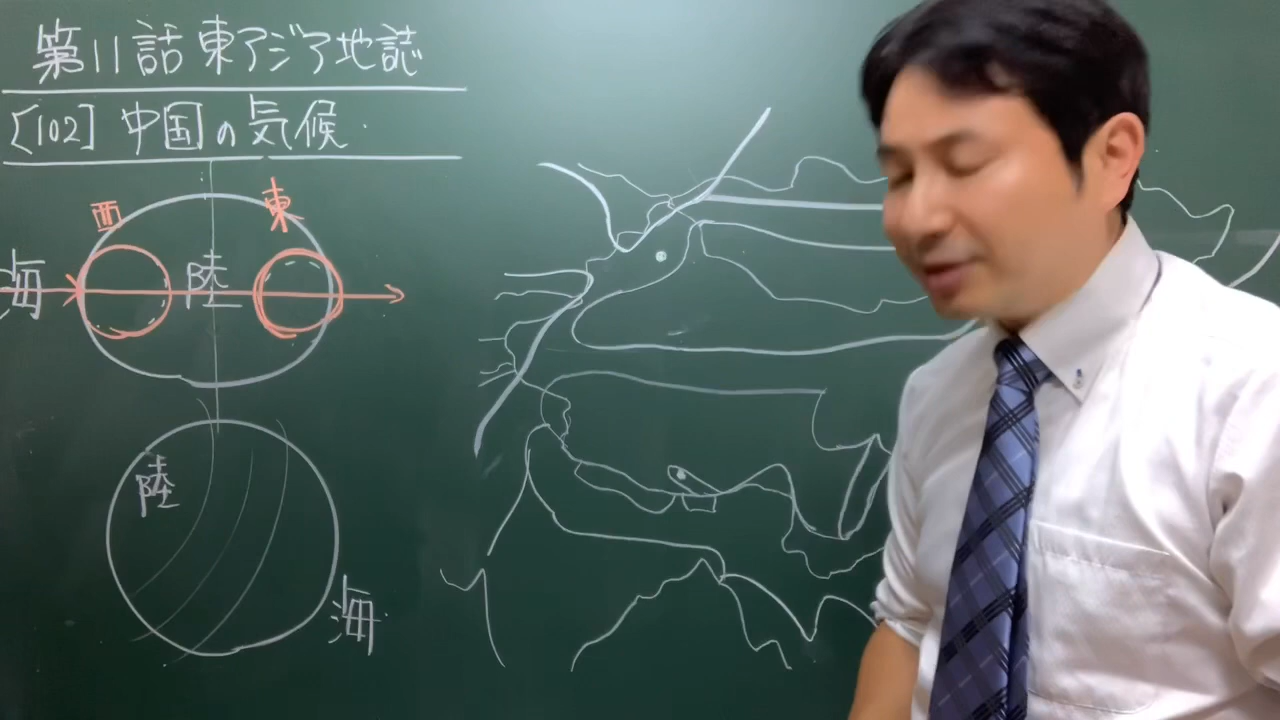 第11話 東アジア地誌
[102] 中国の気候
西 東
海 陸
陸
海